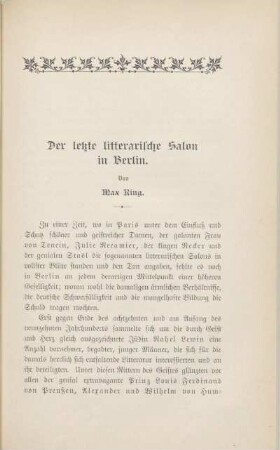 Der letzte litterarische Salon
in Berlin.
Von
Max Ring.
Zu einer Zeit, wo in Paris unter dem Einfluß und
Schutz schöner und geistreicher Damen, der galanten Frau
von Tencin, Julie Recamier, der klugen Necker und
der genialen Staël die sogenannten litterarischen Salons in
vollster Blüte standen und den Ton angaben, fehlte es noch
in Berlin an jedem derartigen Mittelpunkt einer höheren
Geselligkeit; woran wohl die damaligen ärmlichen Verhältnisse,
die deutsche Schwerfälligkeit und die mangelhafte Bildung die
Schuld tragen mochten.
Erst gegen Ende des achtzehnten und am Anfang des
neunzehnten Jahrhunderts sammelte sich um die durch Geist
und Herz gleich ausgezeichnete Jüdin Rahel Lewin eine
Anzahl vornehmer, begabter, junger Männer, die sich für die
damals herrlich sich entfaltende Litteratur interessierten und an
ihr beteiligten. Unter diesen Rittern des Geistes glänzten vor
allen der genial extravagante Prinz Louis Ferdinand
von Preußen, Alexander und Wilhelm von Hum-